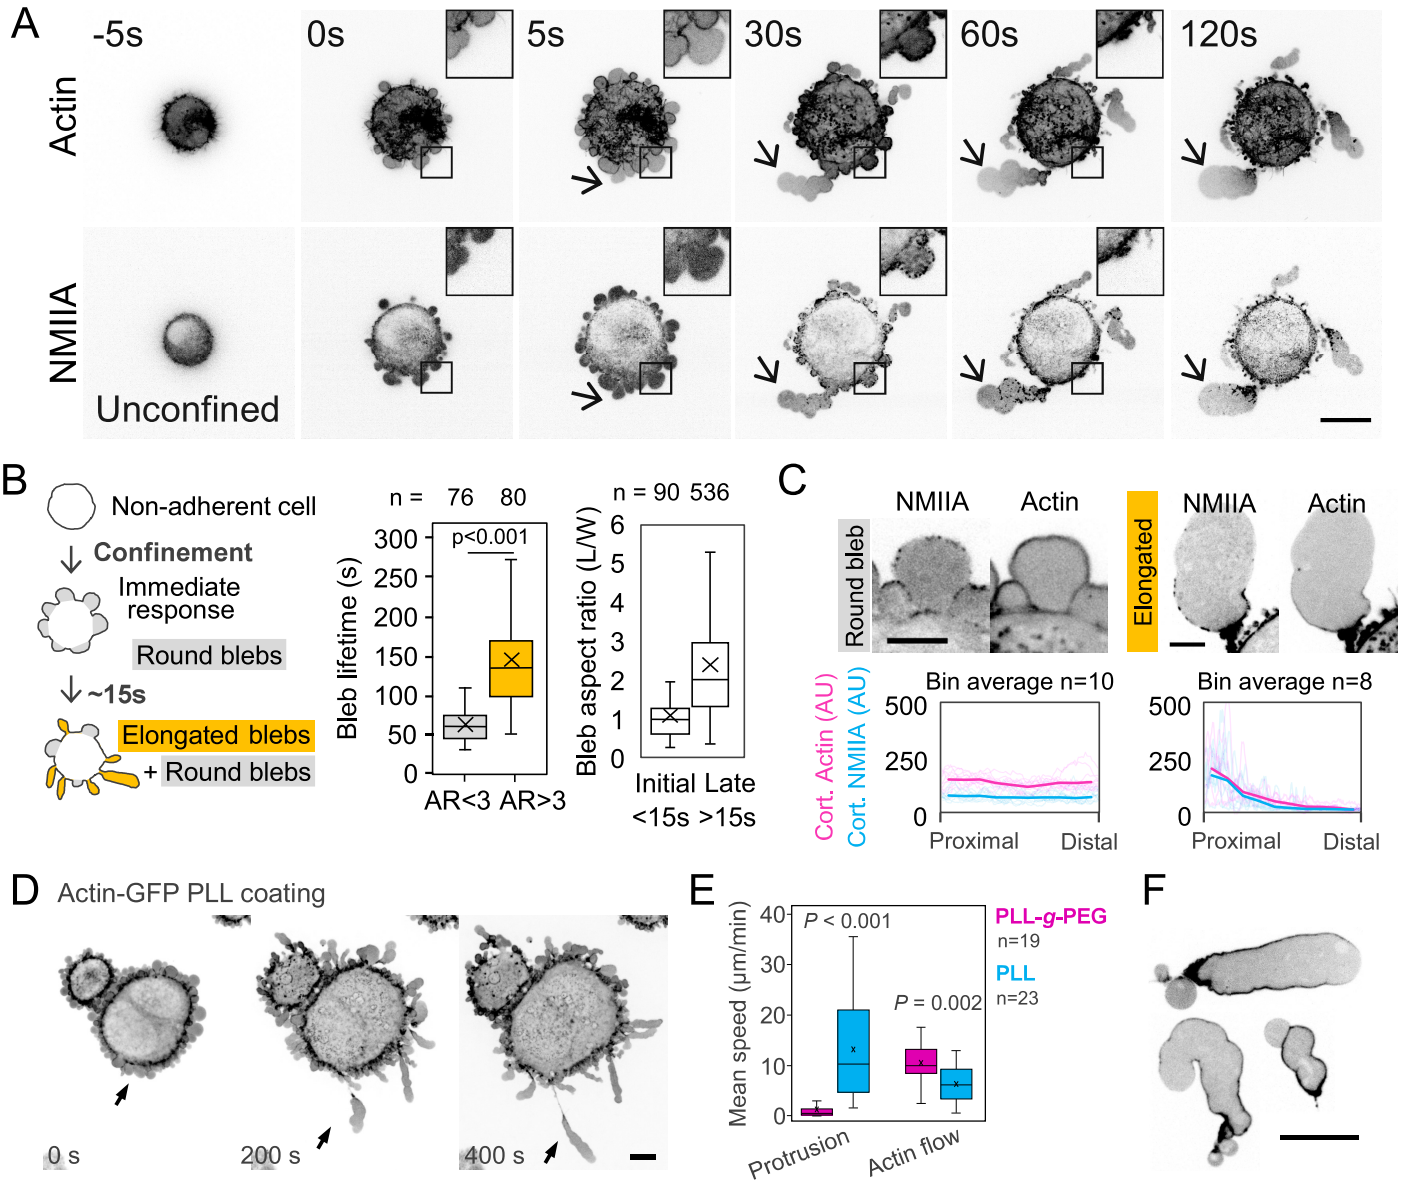 A
-5s
0s
5s
30s
60s
120s
Actin
NMIIA
Unconfined
B
Non-adherent cell
Confinement
Immediate
response
Round blebs
~15s
Elongated blebs
+ Round blebs
n = 76 80
p<0.001
Bleb lifetime (s)
300
250
200
150
100
50
0
AR<3 AR>3
n = 90 536
Bleb aspect ratio (L/W)
6
5
4
3
2
1
0
Initial Late
<15s >15s
C
NMIIA Actin
Round bleb
NMIIA Actin
Elongated
Cort. Actin (AU)
Cort. NMIIA (AU)
Bin average n=10
500
250
0
Proximal Distal
Bin average n=8
500
250
0
Proximal Distal
D Actin-GFP PLL coating
0 s
200 s
400 s
E
Mean speed (µm/min)
40
30
20
10
0
P < 0.001
P = 0.002
Protrusion
Actin flow
PLL-g-PEG
n=19
PLL
n=23
F